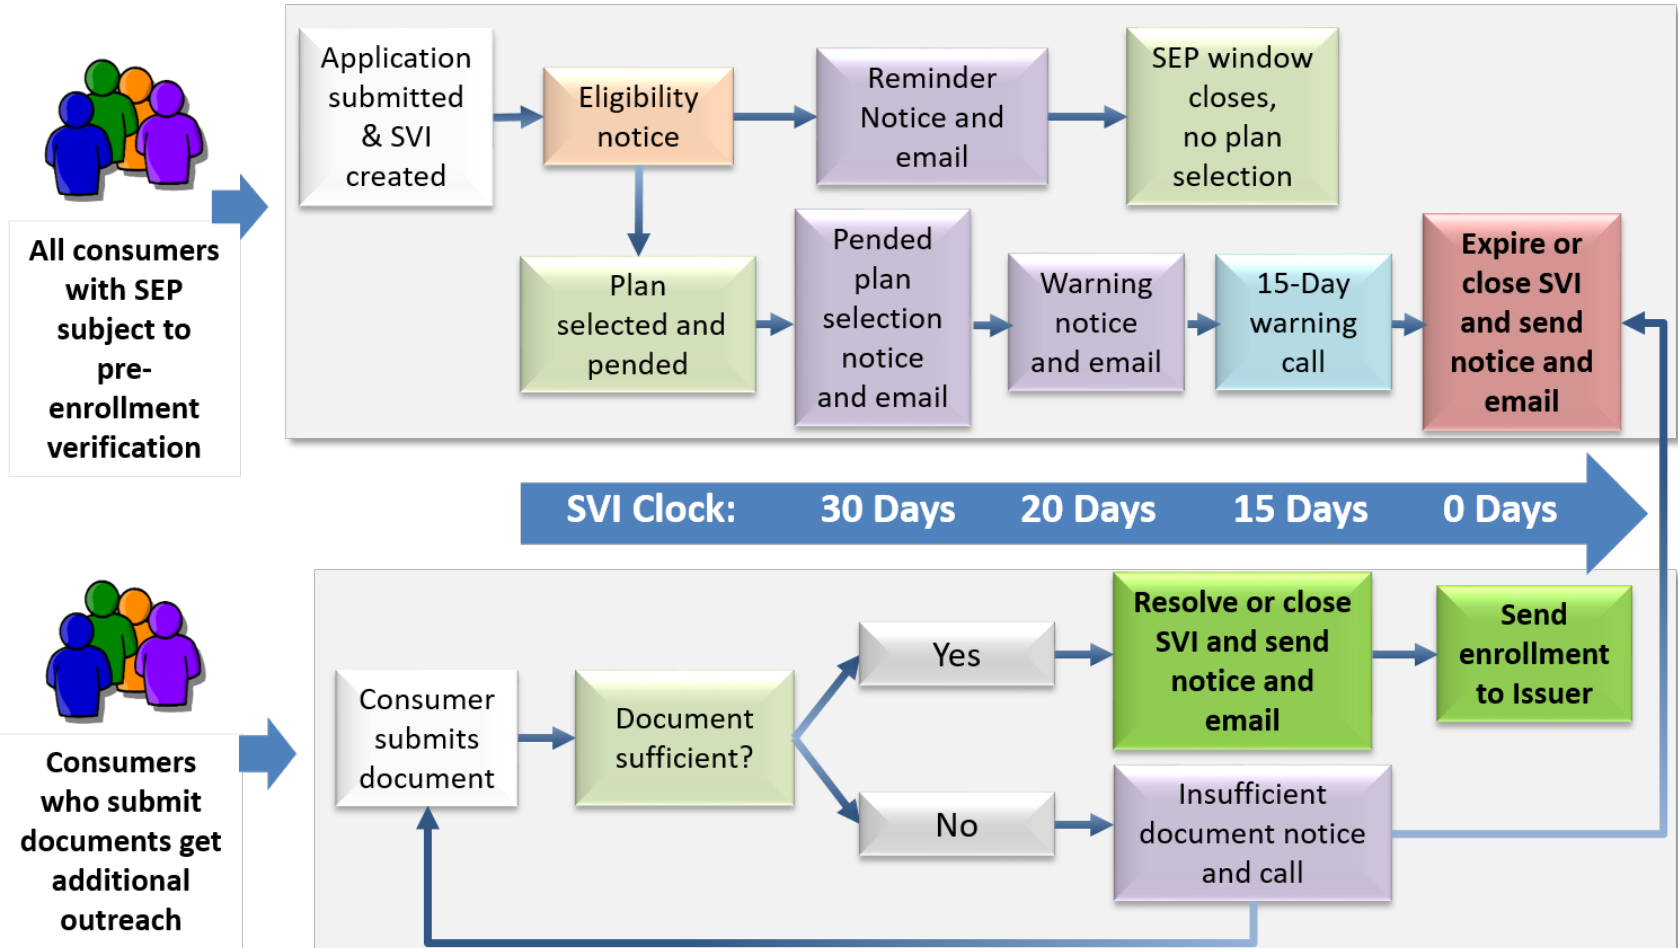 Application
submitted
& SVI
created
Eligibility
notice
Reminder
Notice and
email
SEP window
closes,
no plan
selection
All consumers
with SEP
subject to
pre-
enrollment
verification
Plan
selected and
pended
Pended
plan
selection
notice
and email
Warning
notice
and email
15-Day
warning
call
Expire or
close SVI
and send
notice and
email
SVI Clock: 30 Days 20 Days 15 Days 0 Days
Consumers
who submit
documents get
additional
outreach
Consumer
submits
document
Document
sufficient?
Yes
Resolve or close
SVI and send
notice and
email
Send
enrollment
to Issuer
No
Insufficient
document notice
and call